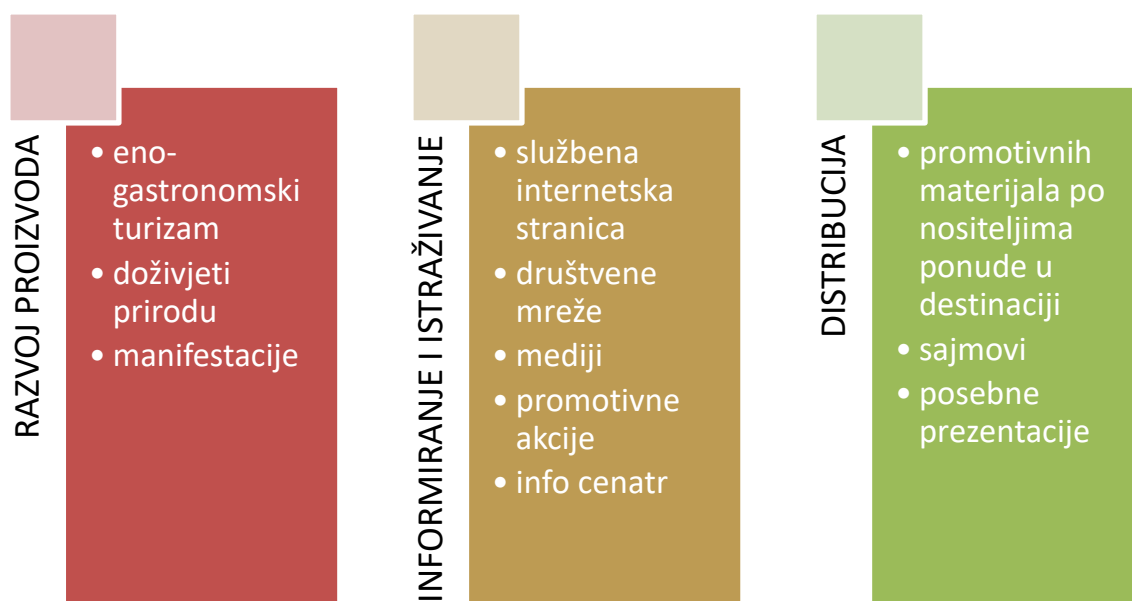 RAZVOJ PROIZVODA
• eno-
gastronomski
turizam
• doživjeti
prirodu
• manifestacije
INFORMIRANJE I ISTRAŽIVANJE
• službena
internetska
stranica
• društvene
mreže
• mediji
• promotivne
akcije
• info cenatr
DISTRIBUCIJA
• promotivnih
materijala po
nositeljima
ponude u
destinaciji
• sajmovi
• posebne
prezentacije